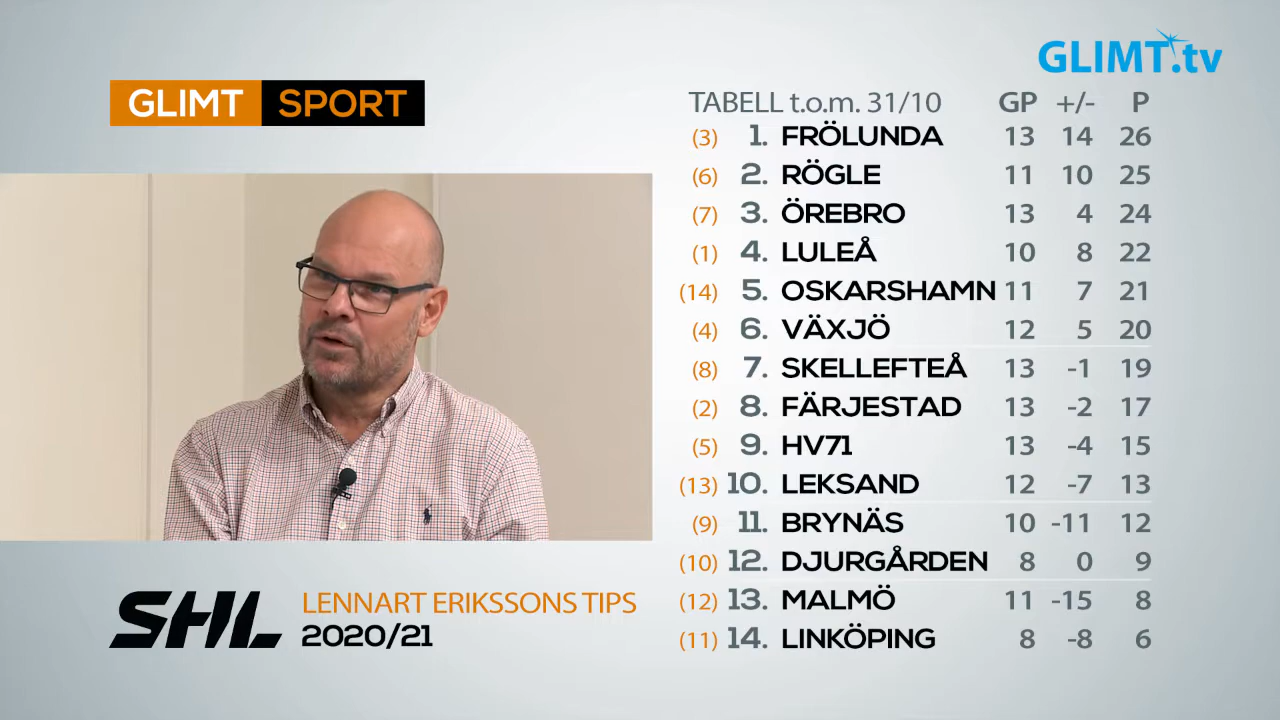 GLIMT.tv
GLIMT SPORT
TABELL t.o.m. 31/10 GP +/- P
(3) 1. FRÖLUNDA 13 14 26
(6) 2. RÖGLE 11 10 25
(7) 3. ÖREBRO 13 4 24
(1) 4. LULEÅ 10 8 22
(14) 5. OSKARSHAMN 11 7 21
(4) 6. VÄXJÖ 12 5 20
(8) 7. SKELLEFTEÅ 13 -1 19
(2) 8. FÄRJESTAD 13 -2 17
(5) 9. HV71 13 -4 15
(13) 10. LEKSAND 12 -7 13
(9) 11. BRYNÄS 10 -11 12
(10) 12. DJURGÅRDEN 8 0 9
(12) 13. MALMÖ 11 -15 8
(11) 14. LINKÖPING 8 -8 6
SHL
LENNART ERIKSSONS TIPS
2020/21